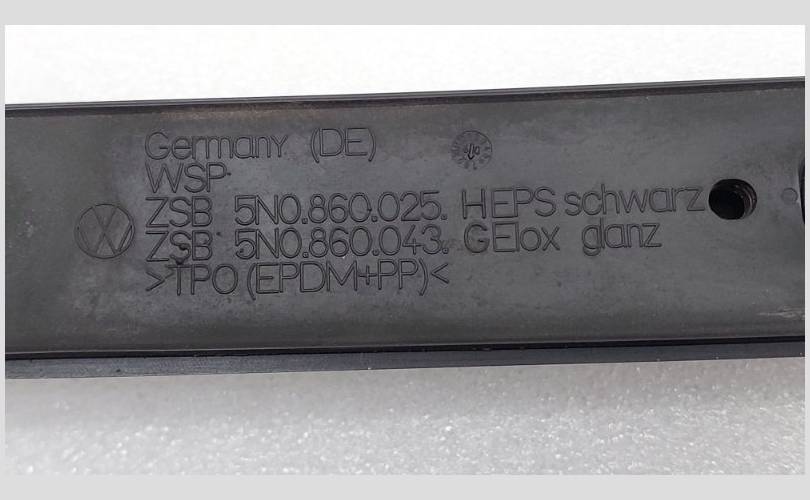 Germany (DE)
WSP
ZSB 5N0.860.025. HEPS schwarz
ZSB 5N0.860.043. GElox glanz
>TPO(EPDM+PP)<